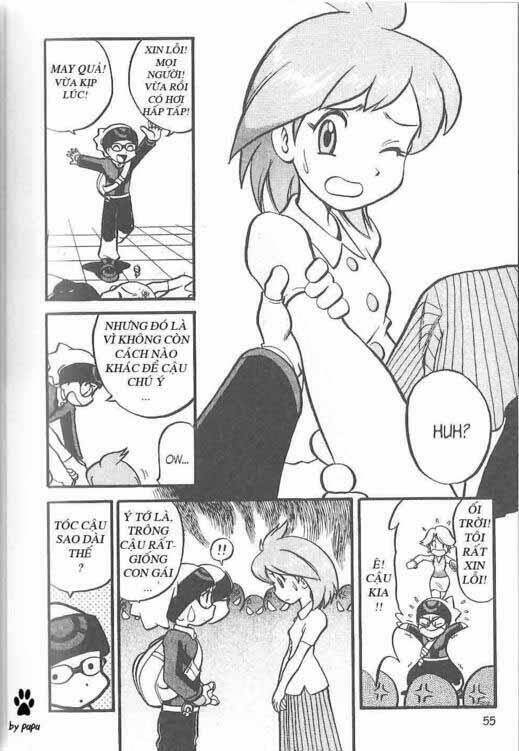 HUH?
MAY QUÁ!
VỪA KỊP
LÚC!
XIN LỖI!
MỌI
NGƯỜI!
VỪA RỒI
CÓ HƠI
HẤP TẤP!
NHƯNG ĐÓ LÀ
VÌ KHÔNG CÒN
CÁCH NÀO
KHÁC ĐỂ CẬU
CHÚ Ý
...
OW...
ỐI
TRỜI!
TÔI
RẤT
XIN
LỖI!
Ê!
CẬU
KIA
!!
!!
Ý TỚ LÀ,
TRÔNG
CẬU RẤT-
GIỐNG
CON GÁI
...
TÓC CẬU
SAO DÀI
THẾ
?
by papu
55